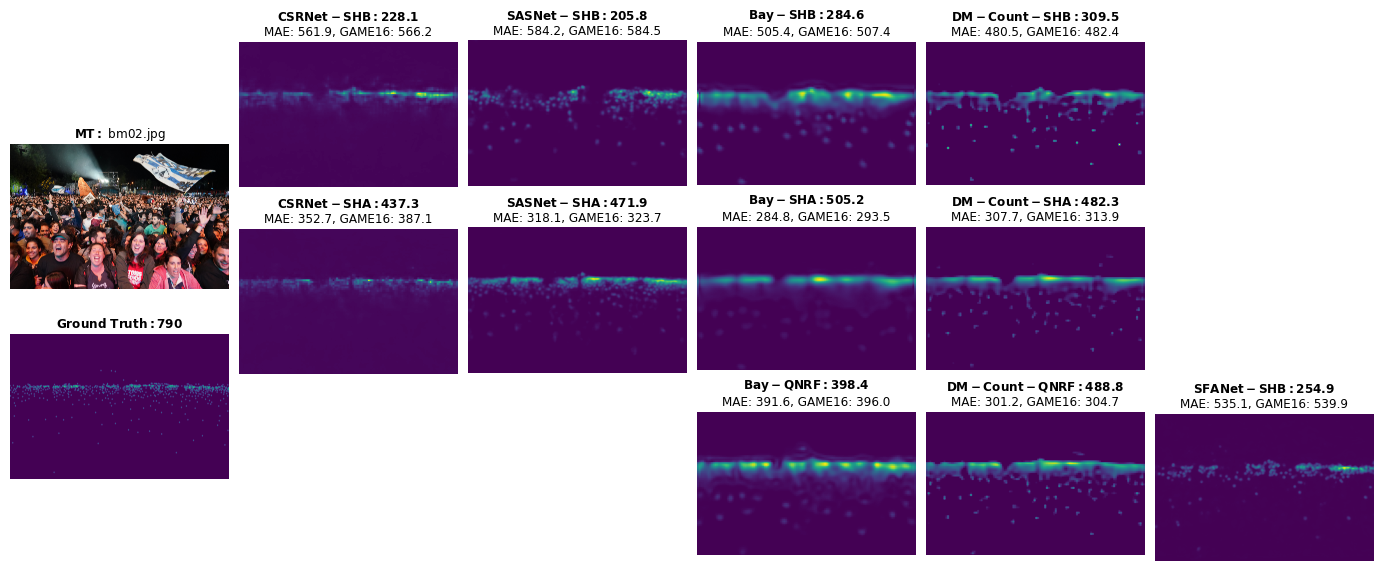 CSRNet − SHB : 228.1
MAE: 561.9, GAME16: 566.2
SASNet − SHB : 205.8
MAE: 584.2, GAME16: 584.5
Bay − SHB : 284.6
MAE: 505.4, GAME16: 507.4
DM − Count − SHB : 309.5
MAE: 480.5, GAME16: 482.4
MT : bm02.jpg
CSRNet − SHA : 437.3
MAE: 352.7, GAME16: 387.1
SASNet − SHA : 471.9
MAE: 318.1, GAME16: 323.7
Bay − SHA : 505.2
MAE: 284.8, GAME16: 293.5
DM − Count − SHA : 482.3
MAE: 307.7, GAME16: 313.9
Ground Truth : 790
Bay − QNRF : 398.4
MAE: 391.6, GAME16: 396.0
DM − Count − QNRF : 488.8
MAE: 301.2, GAME16: 304.7
SFANet − SHB : 254.9
MAE: 535.1, GAME16: 539.9